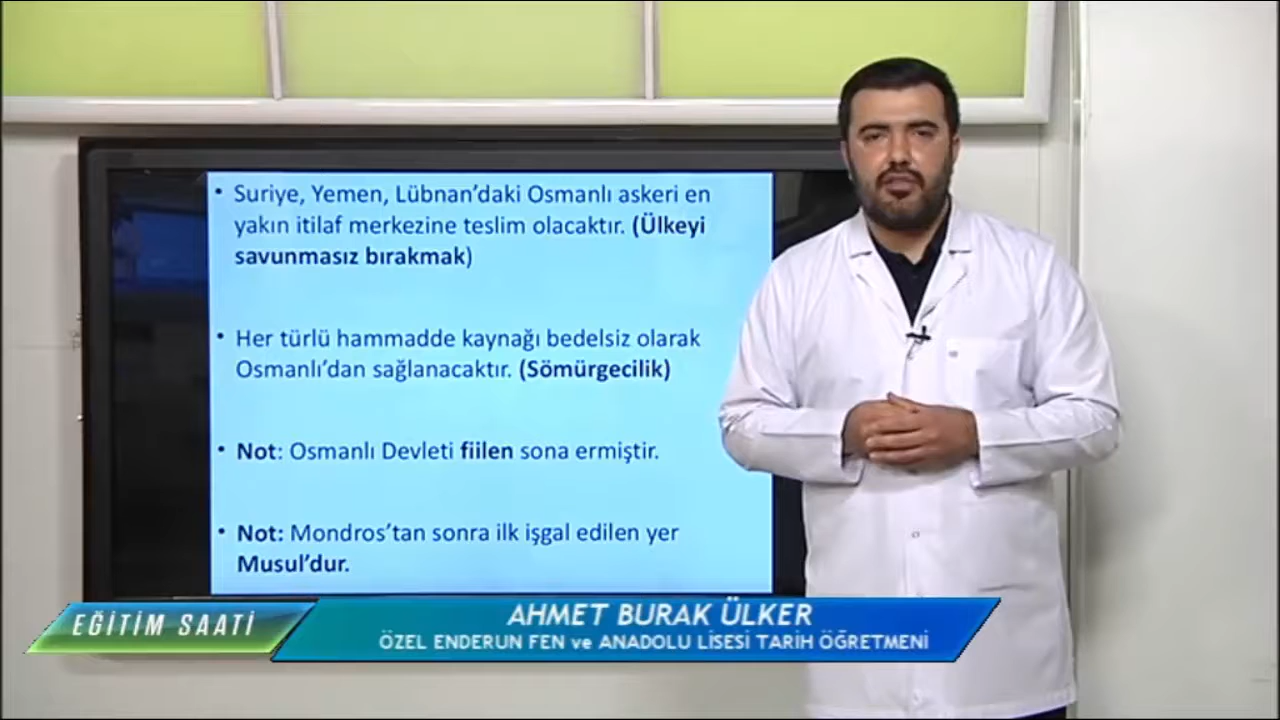 • Suriye, Yemen, Lübnan’daki Osmanlı askeri en
yakın itilaf merkezine teslim olacaktır. (Ülkeyi
savunmasız bırakmak)
• Her türlü hammadde kaynağı bedelsiz olarak
Osmanlı’dan sağlanacaktır. (Sömürgecilik)
• Not: Osmanlı Devleti fiilen sona ermiştir.
• Not: Mondros’tan sonra ilk işgal edilen yer
Musul’dur.
EĞİTİM SAATİ
AHMET BURAK ÜLKER
ÖZEL ENDERUN FEN ve ANADOLU LİSESİ TARİH ÖĞRETMENİ